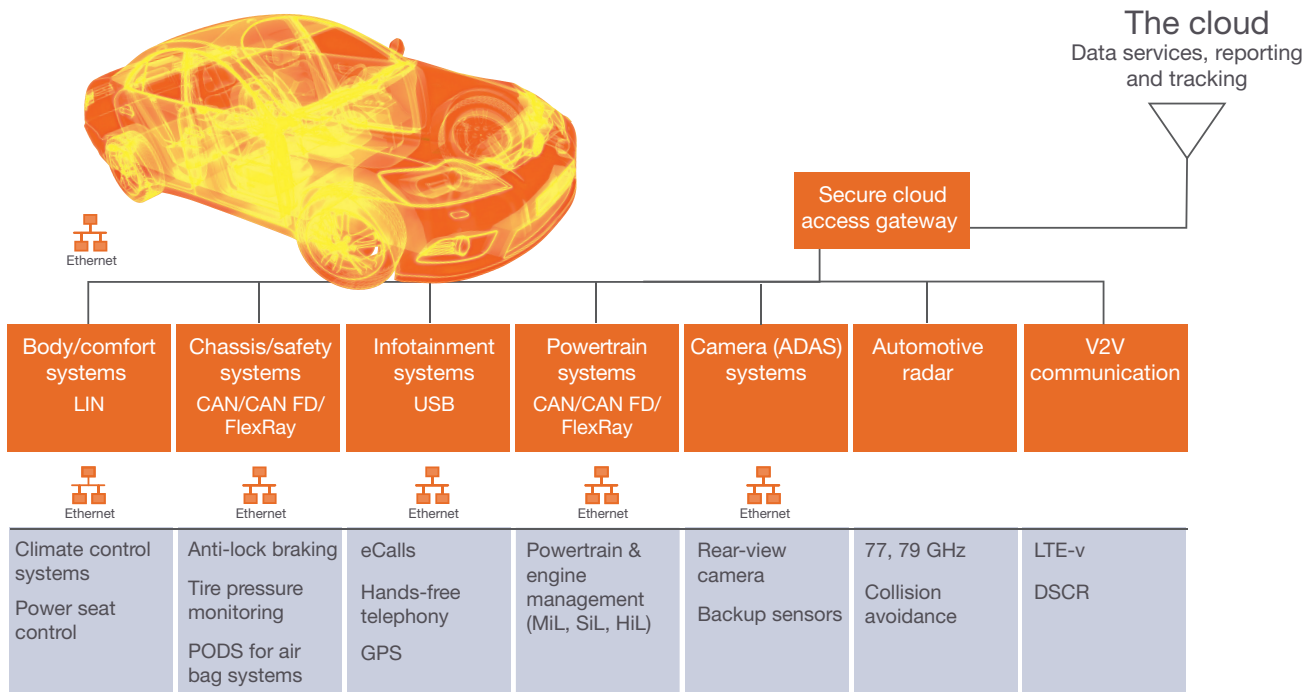 The cloud
Data services, reporting
and tracking
Secure cloud
access gateway
Ethernet
Body/comfort
systems
LIN
Chassis/safety
systems
CAN/CAN FD/
FlexRay
Infotainment
systems
USB
Powertrain
systems
CAN/CAN FD/
FlexRay
Camera (ADAS)
systems
Automotive
radar
V2V
communication
Ethernet
Ethernet
Ethernet
Ethernet
Ethernet
Climate control
systems
Power seat
control
Anti-lock braking
Tire pressure
monitoring
PODS for air
bag systems
eCalls
Hands-free
telephony
GPS
Powertrain &
engine
management
(MiL, SiL, HiL)
Rear-view
camera
Backup sensors
77, 79 GHz
Collision
avoidance
LTE-v
DSCR